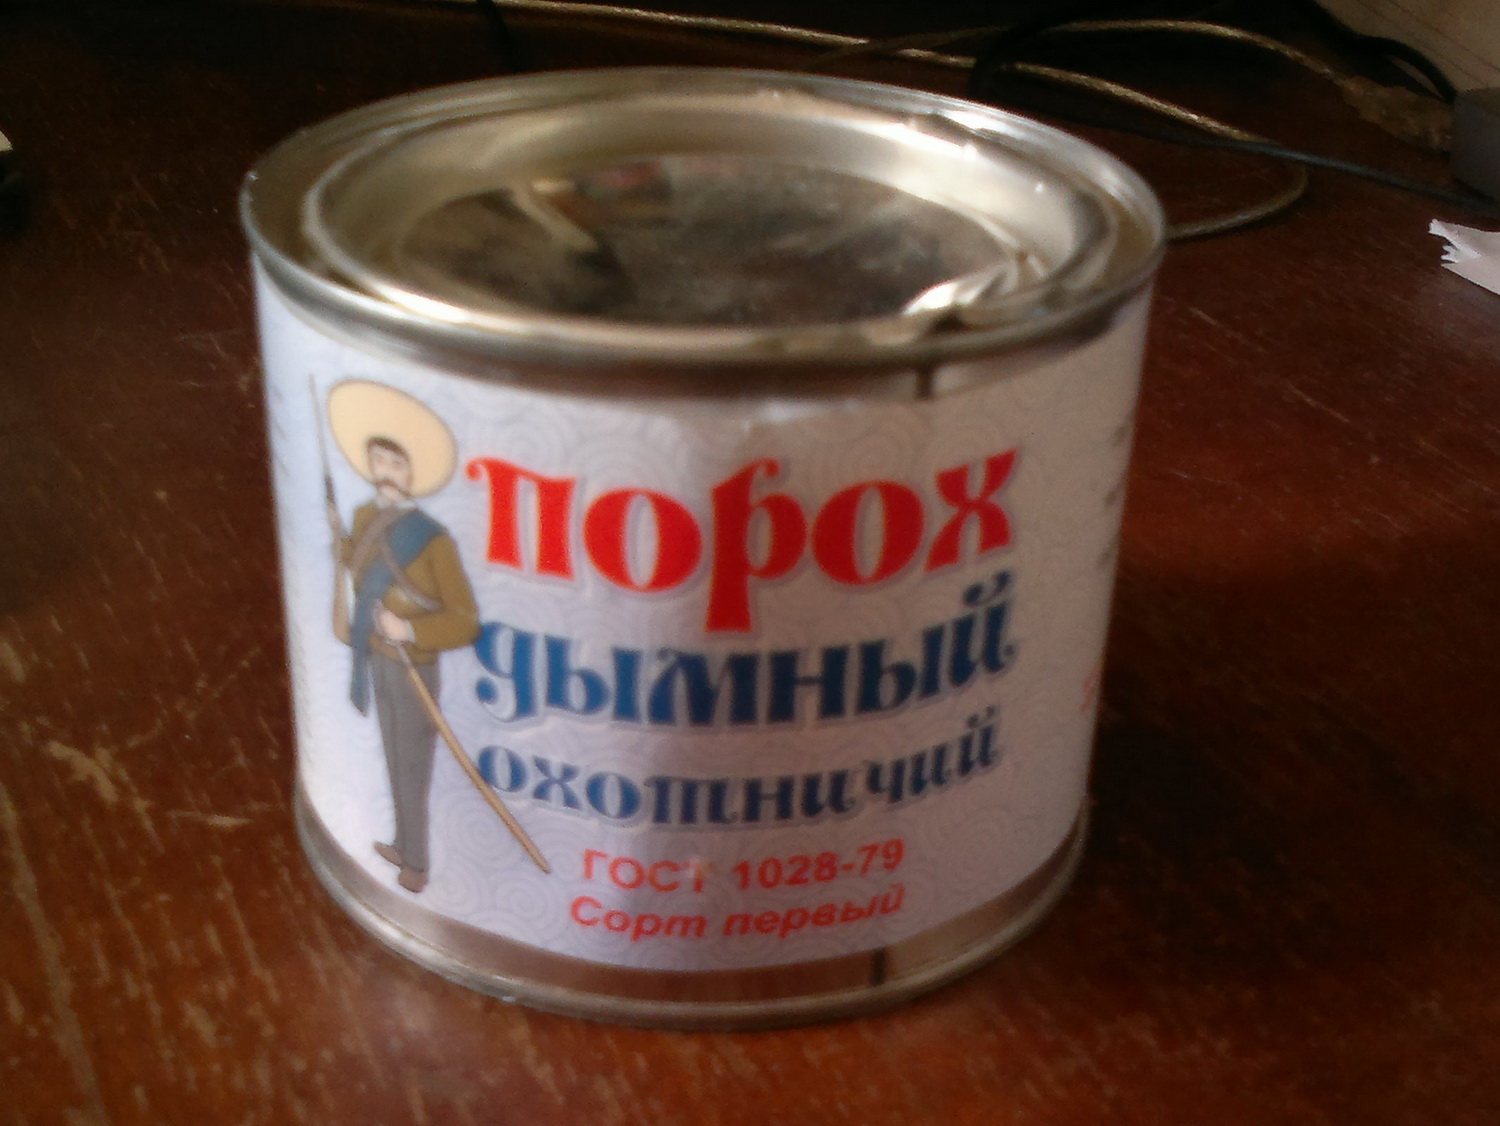 порох
дымный
охотничий
ГОСТ 1028-79
Сорт первый